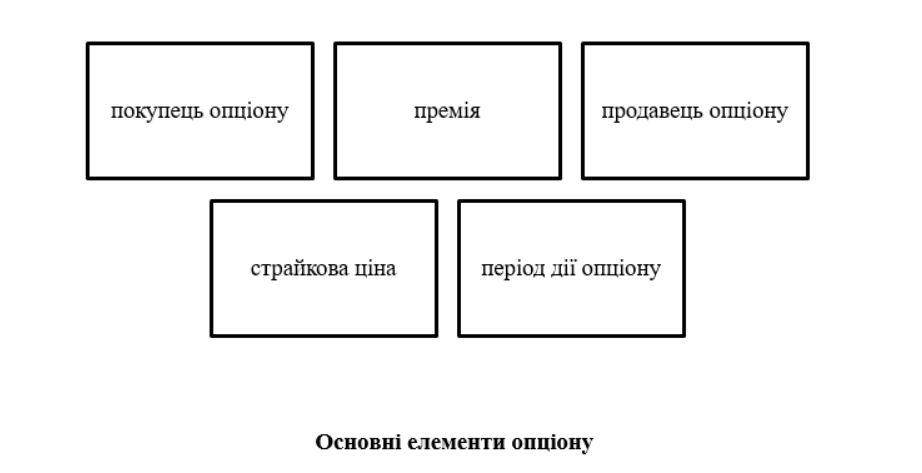 покупець опціону
премія
продавець опціону
страйкова ціна
період дії опціону
Основні елементи опціону